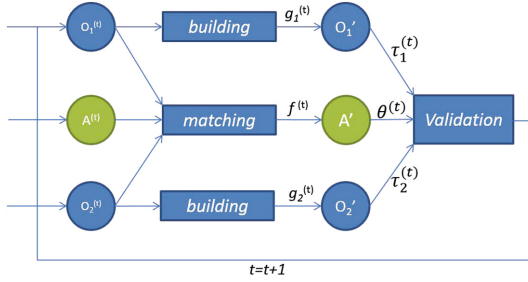 O₁⁽ᵗ⁾ building g₁⁽ᵗ⁾ O₁′ τ₁⁽ᵗ⁾
A⁽ᵗ⁾ matching f⁽ᵗ⁾ A′ θ⁽ᵗ⁾ Validation
O₂⁽ᵗ⁾ building g₂⁽ᵗ⁾ O₂′ τ₂⁽ᵗ⁾
t=t+1